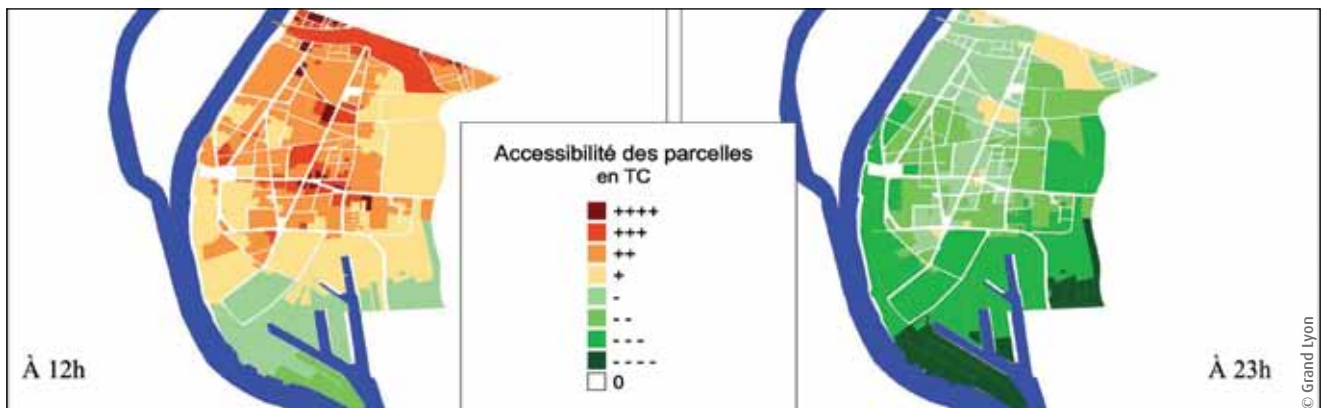 Accessibilité des parcelles
en TC
++++
+++
++
+
-
- -
- - -
- - - -
0
À 12h
À 23h
© Grand Lyon